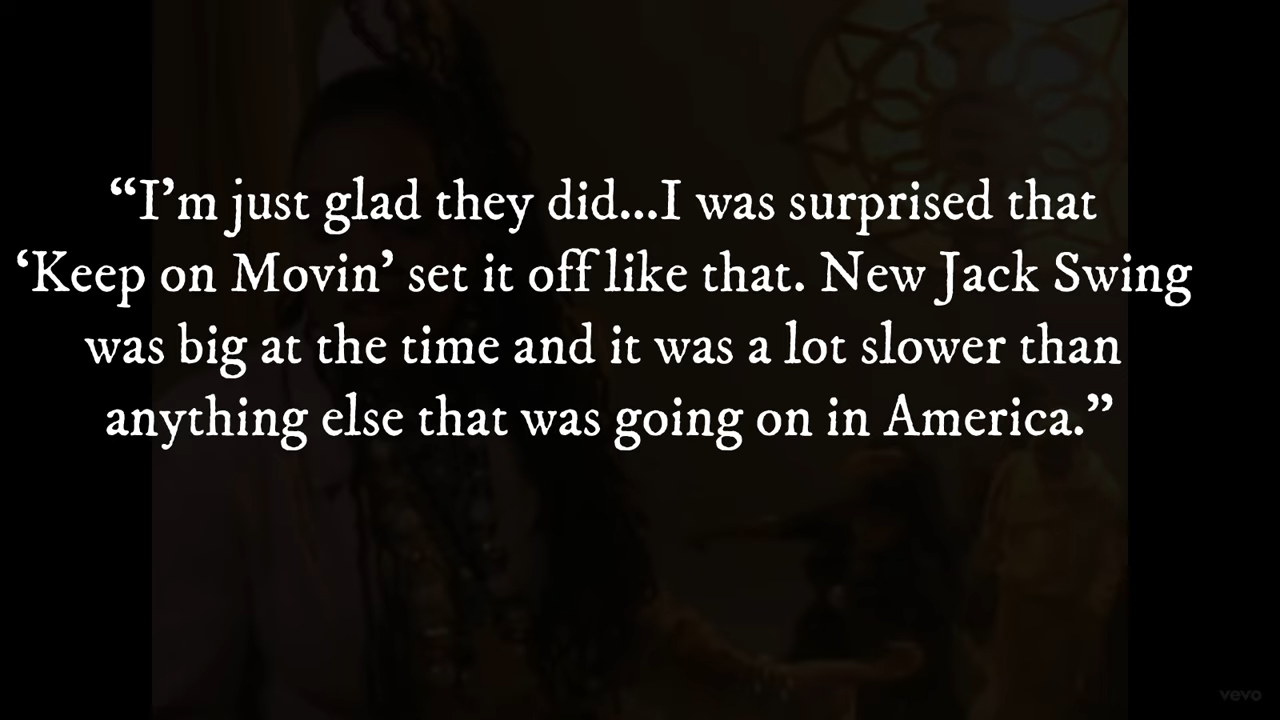 “I’m just glad they did...I was surprised that
‘Keep on Movin’ set it off like that. New Jack Swing
was big at the time and it was a lot slower than
anything else that was going on in America.”
vevo